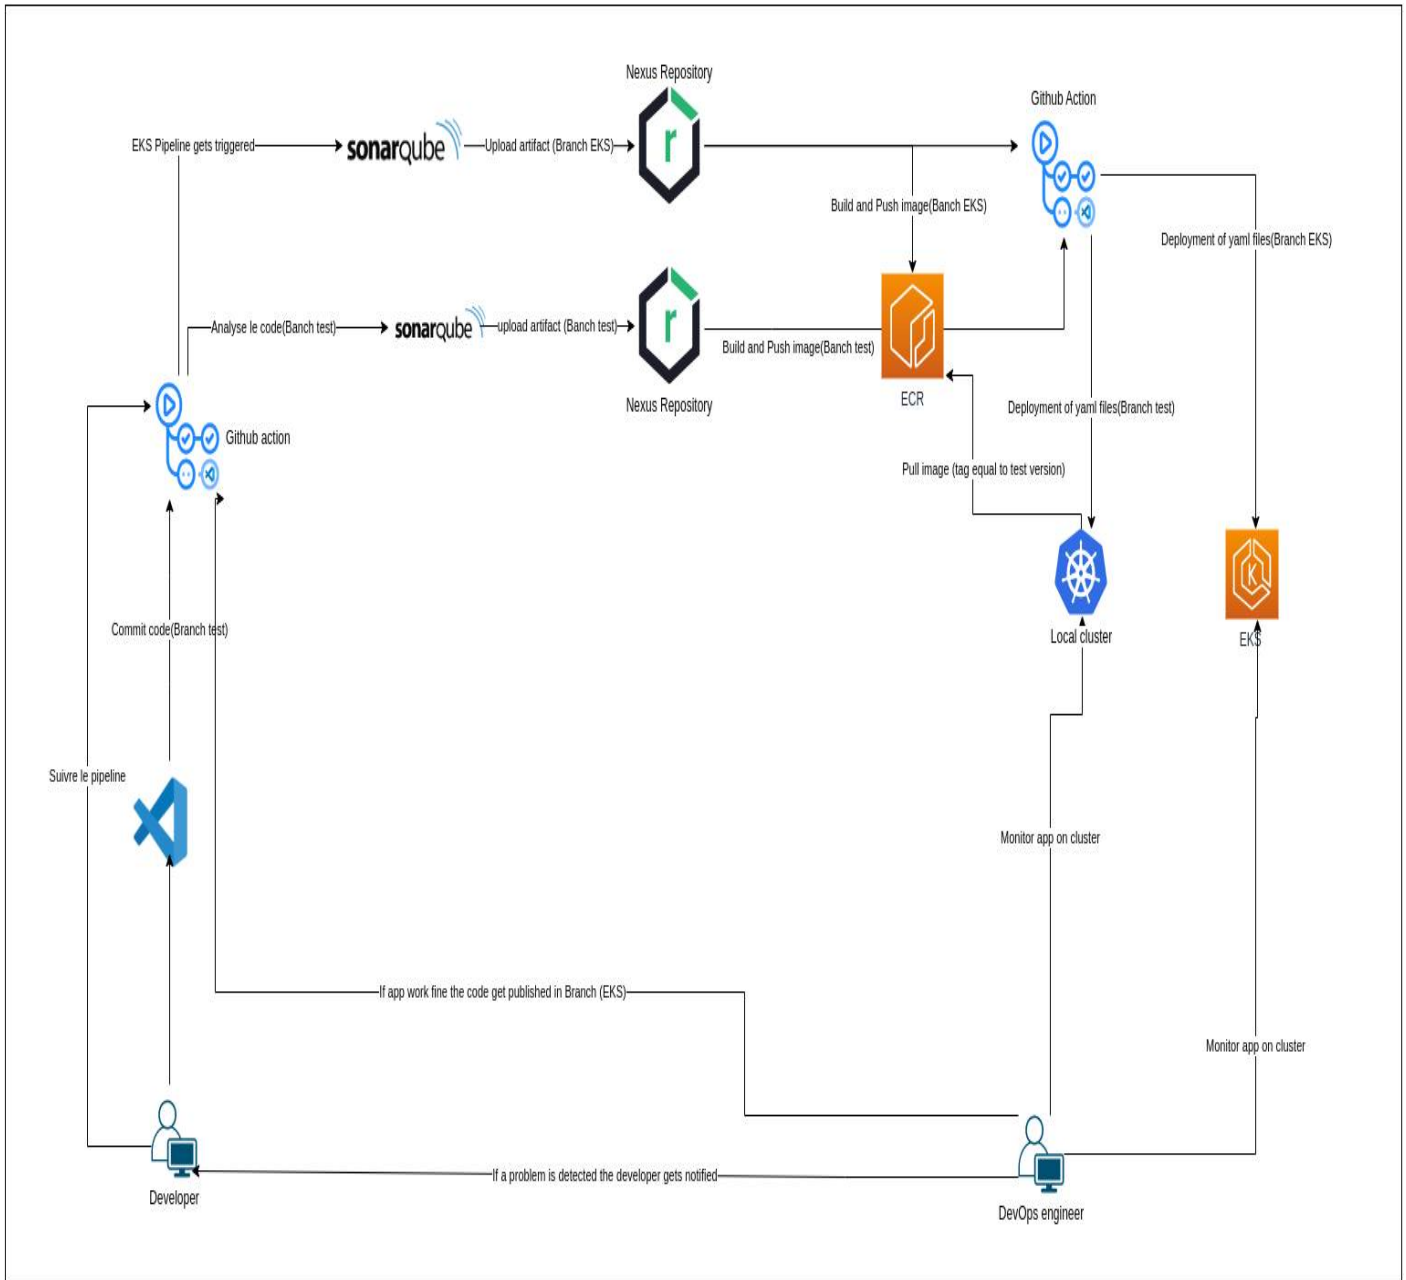 Nexus Repository
Github Action
EKS Pipeline gets triggered
sonarqube
Upload artifact (Branch EKS)
r
Build and Push image(Banch EKS)
Deployment of yaml files(Branch EKS)
Analyse le code(Banch test)
sonarqube
upload artifact (Banch test)
r
Build and Push image(Banch test)
ECR
Nexus Repository
Deployment of yaml files(Branch test)
Github action
Pull image (tag equal to test version)
K
Commit code(Branch test)
Local cluster
EKS
Suivre le pipeline
Monitor app on cluster
If app work fine the code get published in Branch (EKS)
Monitor app on cluster
If a problem is detected the developer gets notified
Developer
DevOps engineer